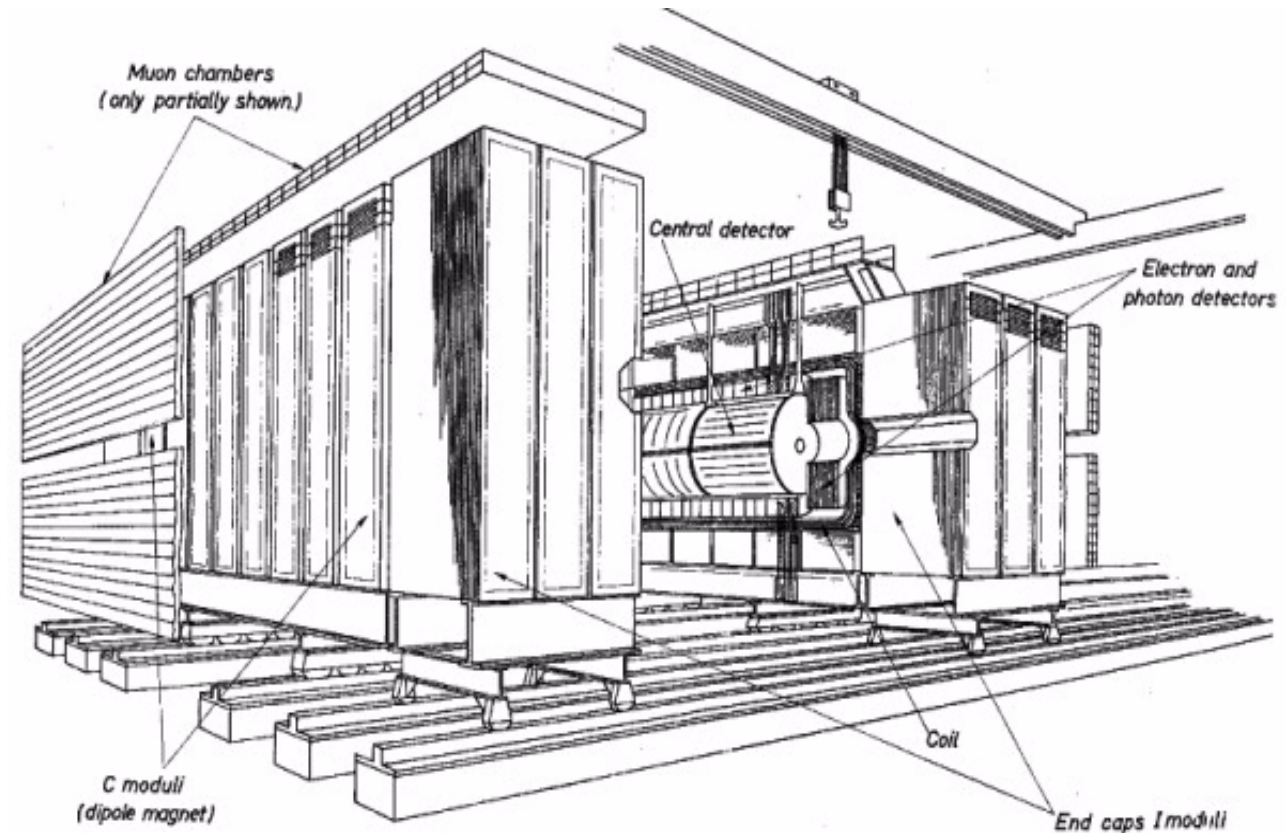 Muon chambers
(only partially shown.)
Central detector
Electron and
photon detectors
Coil
C moduli
(dipole magnet)
End caps I moduli